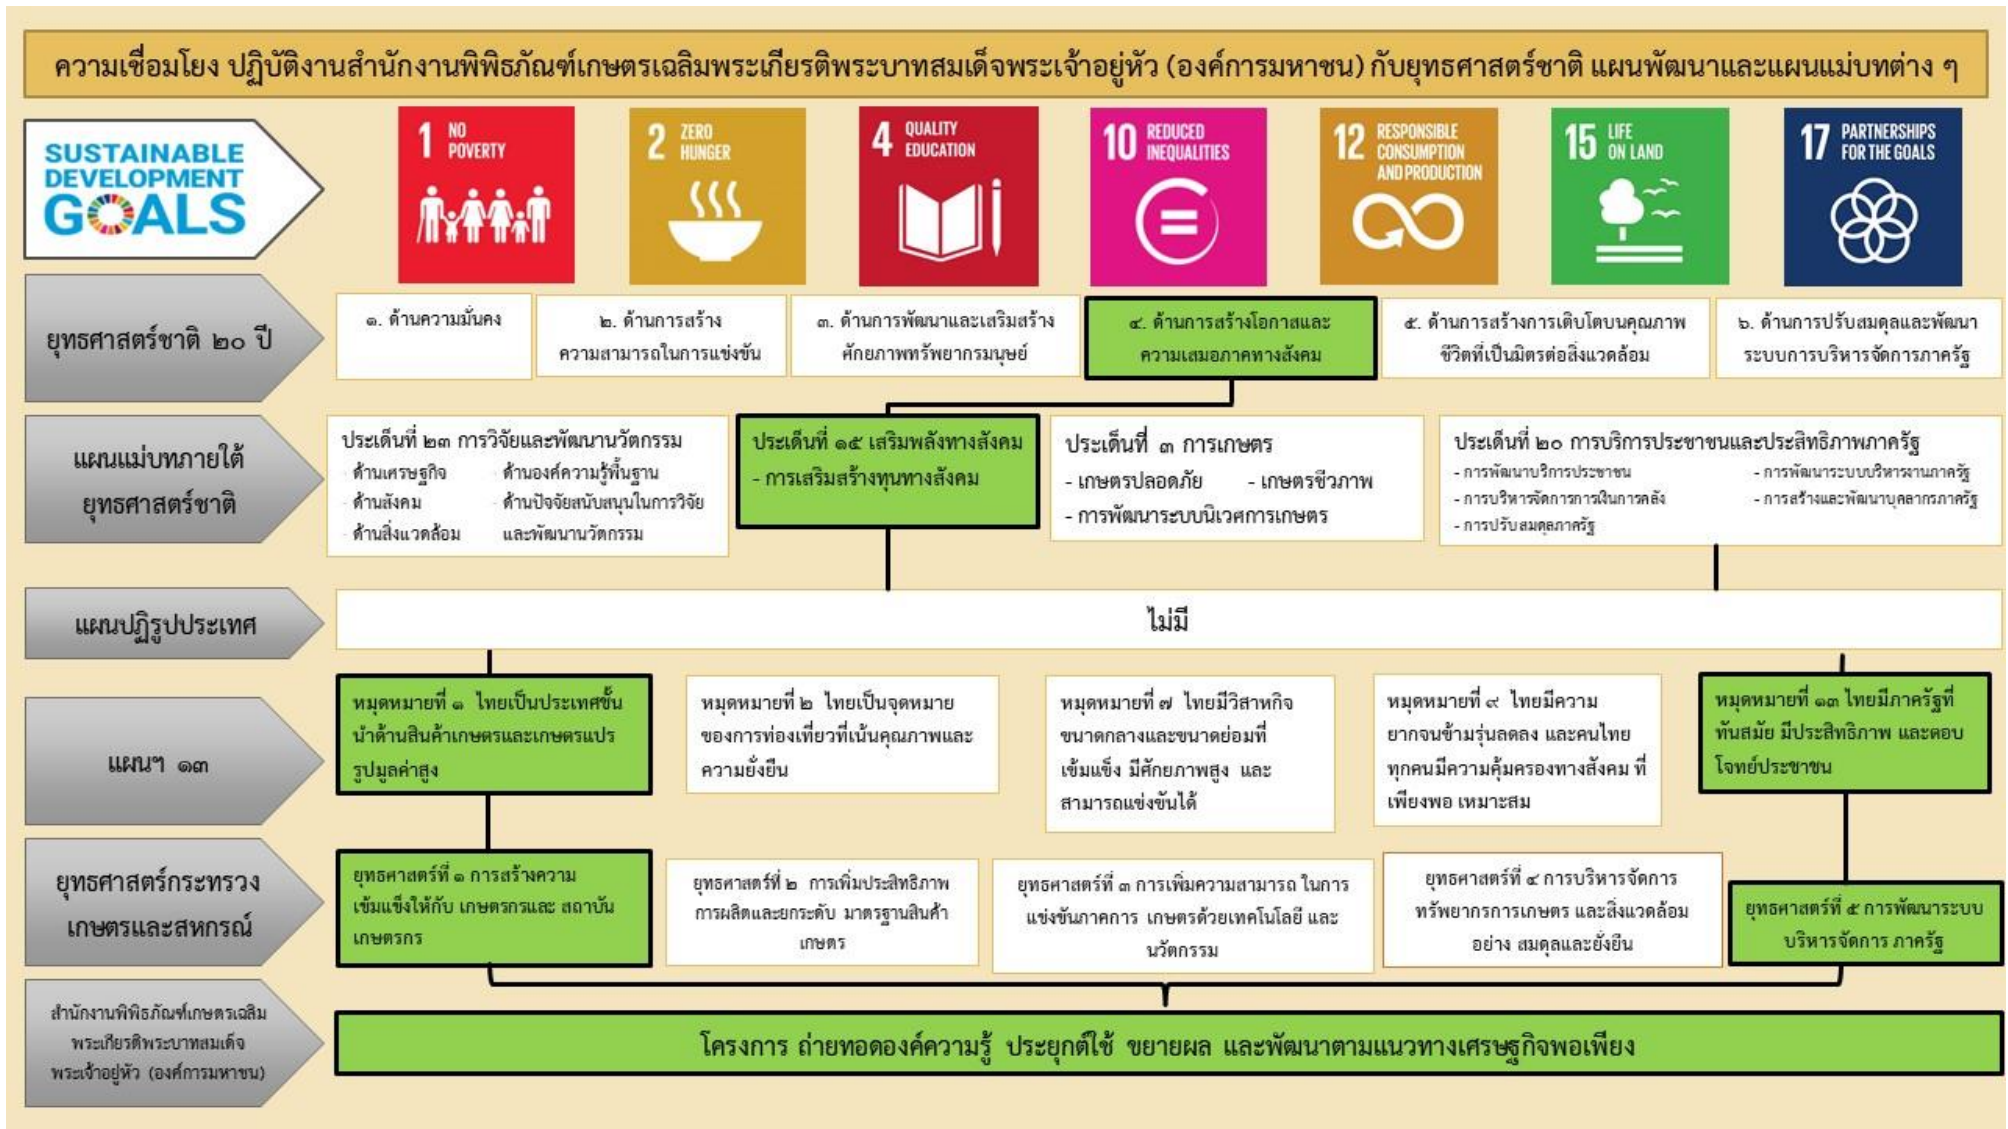 ความเชื่อมโยง ปฏิบัติงานสำนักงานพิพิธภัณฑ์เกษตรเฉลิมพระเกียรติพระบาทสมเด็จพระเจ้าอยู่หัว (องค์การมหาชน) กับยุทธศาสตร์ชาติ แผนพัฒนาและแผนแม่บทต่าง ๆ
SUSTAINABLE
DEVELOPMENT
GOALS
1 NO
POVERTY
2 ZERO
HUNGER
4 QUALITY
EDUCATION
10 REDUCED
INEQUALITIES
12 RESPONSIBLE
CONSUMPTION
AND PRODUCTION
15 LIFE
ON LAND
17 PARTNERSHIPS
FOR THE GOALS
ยุทธศาสตร์ชาติ ๒๐ ปี
๑. ด้านความมั่นคง
๒. ด้านการสร้าง
ความสามารถในการแข่งขัน
๓. ด้านการพัฒนาและเสริมสร้าง
ศักยภาพทรัพยากรมนุษย์
๔. ด้านการสร้างโอกาสและ
ความเสมอภาคทางสังคม
๕. ด้านการสร้างการเติบโตบนคุณภาพ
ชีวิตที่เป็นมิตรต่อสิ่งแวดล้อม
๖. ด้านการปรับสมดุลและพัฒนา
ระบบการบริหารจัดการภาครัฐ
แผนแม่บทภายใต้
ยุทธศาสตร์ชาติ
ประเด็นที่ ๒๓ การวิจัยและพัฒนานวัตกรรม
- ด้านเศรษฐกิจ - ด้านองค์ความรู้พื้นฐาน
- ด้านสังคม - ด้านปัจจัยสนับสนุนในการวิจัย
- ด้านสิ่งแวดล้อม และพัฒนานวัตกรรม
ประเด็นที่ ๑๕ เสริมพลังทางสังคม
- การเสริมสร้างทุนทางสังคม
ประเด็นที่ ๓ การเกษตร
- เกษตรปลอดภัย - เกษตรชีวภาพ
- การพัฒนาระบบนิเวศการเกษตร
ประเด็นที่ ๒๐ การบริการประชาชนและประสิทธิภาพภาครัฐ
- การพัฒนาบริการประชาชน - การพัฒนาระบบบริหารงานภาครัฐ
- การบริหารจัดการการเงินการคลัง - การสร้างและพัฒนาบุคลากรภาครัฐ
- การปรับสมดุลภาครัฐ
แผนปฏิรูปประเทศ
ไม่มี
แผนฯ ๑๓
หมุดหมายที่ ๑ ไทยเป็นประเทศชั้น
นำด้านสินค้าเกษตรและเกษตรแปร
รูปมูลค่าสูง
หมุดหมายที่ ๒ ไทยเป็นจุดหมาย
ของการท่องเที่ยวที่เน้นคุณภาพและ
ความยั่งยืน
หมุดหมายที่ ๗ ไทยมีวิสาหกิจ
ขนาดกลางและขนาดย่อมที่
เข้มแข็ง มีศักยภาพสูง และ
สามารถแข่งขันได้
หมุดหมายที่ ๙ ไทยมีความ
ยากจนข้ามรุ่นลดลง และคนไทย
ทุกคนมีความคุ้มครองทางสังคม ที่
เพียงพอ เหมาะสม
หมุดหมายที่ ๑๓ ไทยมีภาครัฐที่
ทันสมัย มีประสิทธิภาพ และตอบ
โจทย์ประชาชน
ยุทธศาสตร์กระทรวง
เกษตรและสหกรณ์
ยุทธศาสตร์ที่ ๑ การสร้างความ
เข้มแข็งให้กับ เกษตรกรและ สถาบัน
เกษตรกร
ยุทธศาสตร์ที่ ๒ การเพิ่มประสิทธิภาพ
การผลิตและยกระดับ มาตรฐานสินค้า
เกษตร
ยุทธศาสตร์ที่ ๓ การเพิ่มความสามารถ ในการ
แข่งขันภาคการ เกษตรด้วยเทคโนโลยี และ
นวัตกรรม
ยุทธศาสตร์ที่ ๔ การบริหารจัดการ
ทรัพยากรการเกษตร และสิ่งแวดล้อม
อย่าง สมดุลและยั่งยืน
ยุทธศาสตร์ที่ ๕ การพัฒนาระบบ
บริหารจัดการ ภาครัฐ
สำนักงานพิพิธภัณฑ์เกษตรเฉลิม
พระเกียรติพระบาทสมเด็จ
พระเจ้าอยู่หัว (องค์การมหาชน)
โครงการ ถ่ายทอดองค์ความรู้ ประยุกต์ใช้ ขยายผล และพัฒนาตามแนวทางเศรษฐกิจพอเพียง